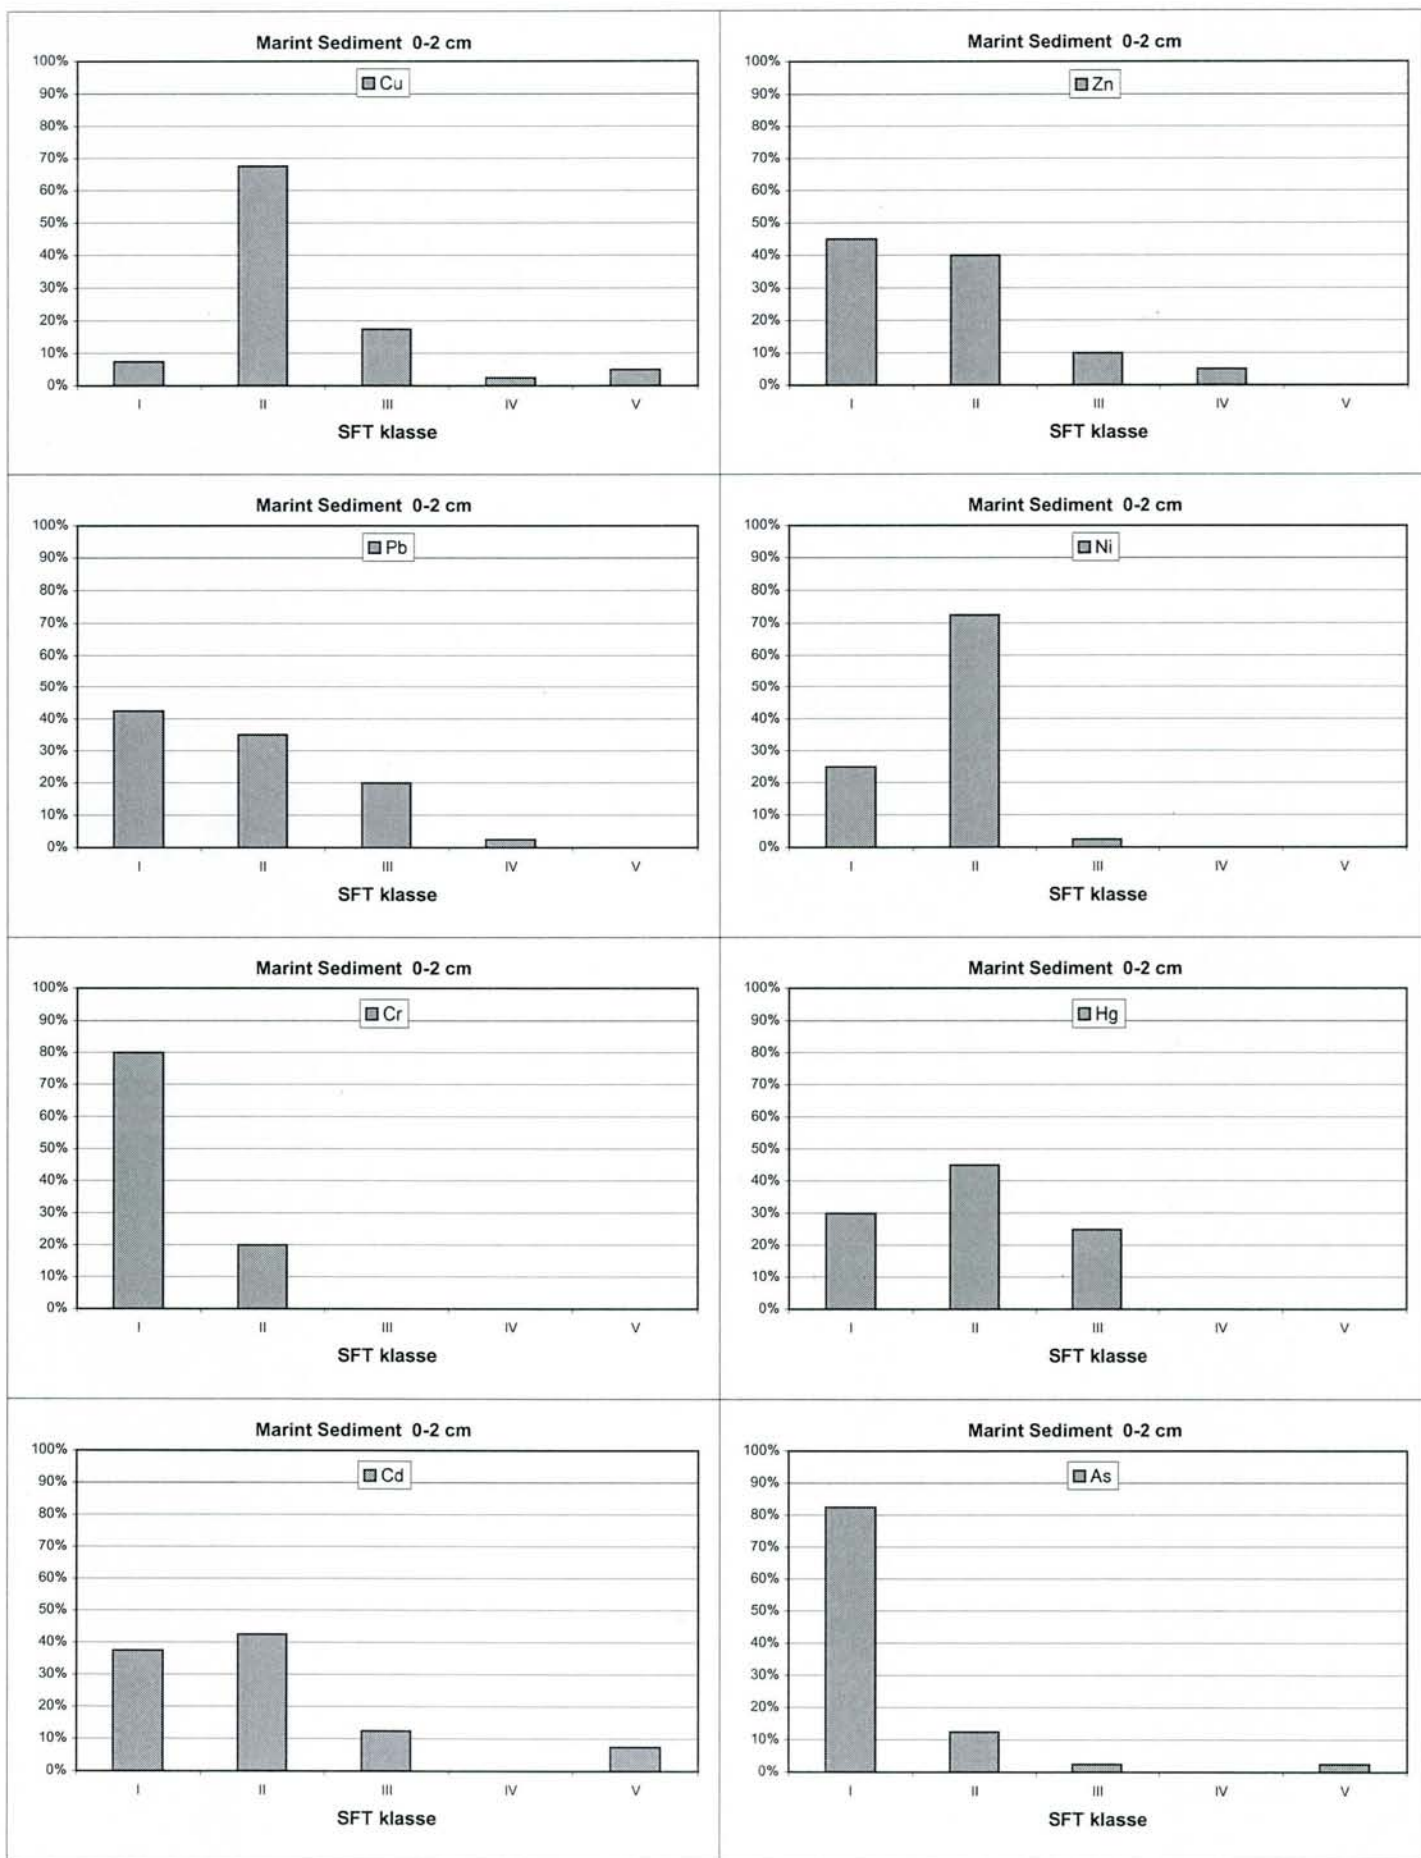 Marint Sediment 0-2 cm
Cu
100%
90%
80%
70%
60%
50%
40%
30%
20%
10%
0%
I II III IV V
SFT klasse
Marint Sediment 0-2 cm
Zn
100%
90%
80%
70%
60%
50%
40%
30%
20%
10%
0%
I II III IV V
SFT klasse
Marint Sediment 0-2 cm
Pb
100%
90%
80%
70%
60%
50%
40%
30%
20%
10%
0%
I II III IV V
SFT klasse
Marint Sediment 0-2 cm
Ni
100%
90%
80%
70%
60%
50%
40%
30%
20%
10%
0%
I II III IV V
SFT klasse
Marint Sediment 0-2 cm
Cr
100%
90%
80%
70%
60%
50%
40%
30%
20%
10%
0%
I II III IV V
SFT klasse
Marint Sediment 0-2 cm
Hg
100%
90%
80%
70%
60%
50%
40%
30%
20%
10%
0%
I II III IV V
SFT klasse
Marint Sediment 0-2 cm
Cd
100%
90%
80%
70%
60%
50%
40%
30%
20%
10%
0%
I II III IV V
SFT klasse
Marint Sediment 0-2 cm
As
100%
90%
80%
70%
60%
50%
40%
30%
20%
10%
0%
I II III IV V
SFT klasse